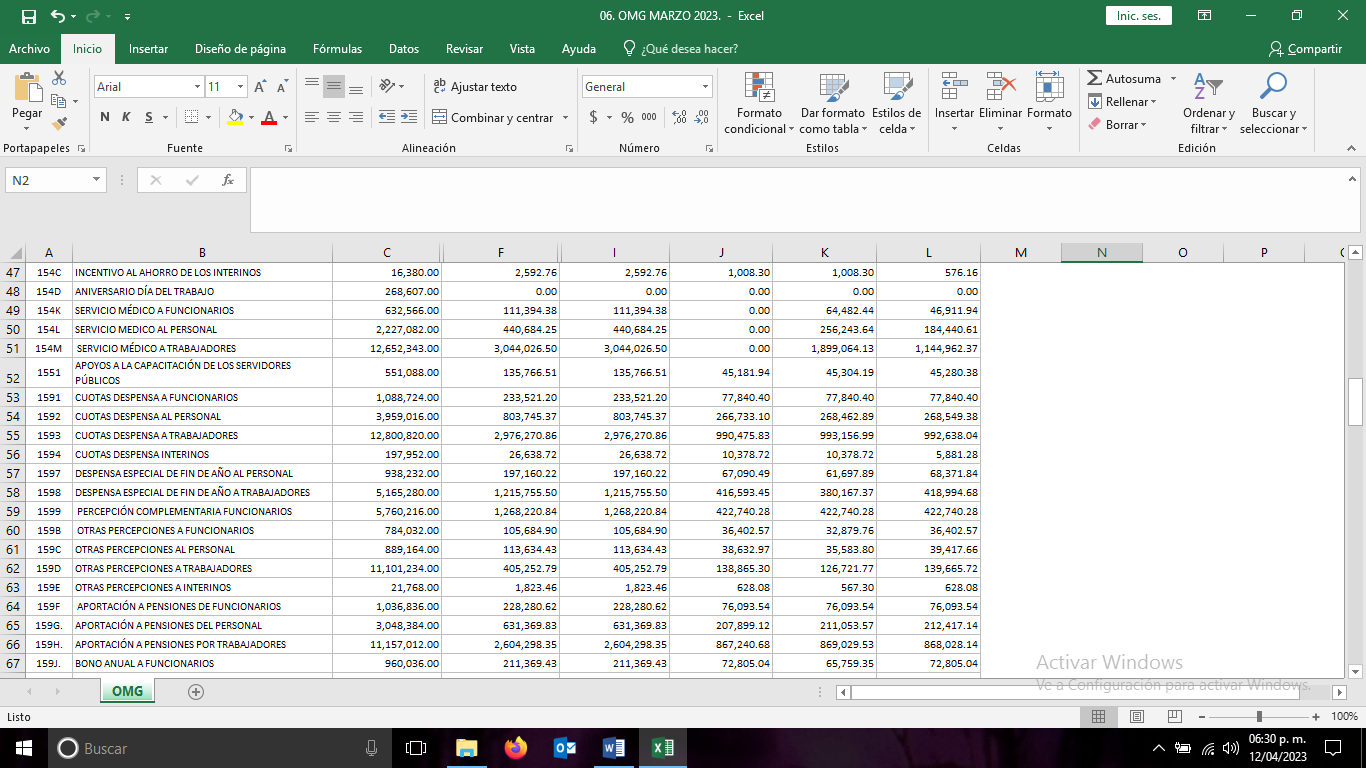 06. OMG MARZO 2023. - Excel
Inic. ses.
Archivo Inicio Insertar Diseño de página Fórmulas Datos Revisar Vista Ayuda ¿Qué desea hacer? Compartir
Pegar
Arial 11
N K S
Ajustar texto
Combinar y centrar
General
$ % 000
Formato condicional
Dar formato como tabla
Estilos de celda
Insertar Eliminar Formato
Autosuma
Rellenar
Borrar
Ordenar y filtrar
Buscar y seleccionar
Portapapeles Fuente Alineación Número Estilos Celdas Edición
N2 fx
A B C F I J K L M N O P
47 154C INCENTIVO AL AHORRO DE LOS INTERINOS 16,380.00 2,592.76 2,592.76 1,008.30 1,008.30 576.16
48 154D ANIVERSARIO DÍA DEL TRABAJO 268,607.00 0.00 0.00 0.00 0.00 0.00
49 154K SERVICIO MÉDICO A FUNCIONARIOS 632,566.00 111,394.38 111,394.38 0.00 64,482.44 46,911.94
50 154L SERVICIO MEDICO AL PERSONAL 2,227,082.00 440,684.25 440,684.25 0.00 256,243.64 184,440.61
51 154M SERVICIO MÉDICO A TRABAJADORES 12,652,343.00 3,044,026.50 3,044,026.50 0.00 1,899,064.13 1,144,962.37
52 1551 APOYOS A LA CAPACITACIÓN DE LOS SERVIDORES PÚBLICOS 551,088.00 135,766.51 135,766.51 45,181.94 45,304.19 45,280.38
53 1591 CUOTAS DESPENSA A FUNCIONARIOS 1,088,724.00 233,521.20 233,521.20 77,840.40 77,840.40 77,840.40
54 1592 CUOTAS DESPENSA AL PERSONAL 3,959,016.00 803,745.37 803,745.37 266,733.10 268,462.89 268,549.38
55 1593 CUOTAS DESPENSA A TRABAJADORES 12,800,820.00 2,976,270.86 2,976,270.86 990,475.83 993,156.99 992,638.04
56 1594 CUOTAS DESPENSA INTERINOS 197,952.00 26,638.72 26,638.72 10,378.72 10,378.72 5,881.28
57 1597 DESPENSA ESPECIAL DE FIN DE AÑO AL PERSONAL 938,232.00 197,160.22 197,160.22 67,090.49 61,697.89 68,371.84
58 1598 DESPENSA ESPECIAL DE FIN DE AÑO A TRABAJADORES 5,165,280.00 1,215,755.50 1,215,755.50 416,593.45 380,167.37 418,994.68
59 1599 PERCEPCIÓN COMPLEMENTARIA FUNCIONARIOS 5,760,216.00 1,268,220.84 1,268,220.84 422,740.28 422,740.28 422,740.28
60 159B OTRAS PERCEPCIONES A FUNCIONARIOS 784,032.00 105,684.90 105,684.90 36,402.57 32,879.76 36,402.57
61 159C OTRAS PERCEPCIONES AL PERSONAL 889,164.00 113,634.43 113,634.43 38,632.97 35,583.80 39,417.66
62 159D OTRAS PERCEPCIONES A TRABAJADORES 11,101,234.00 405,252.79 405,252.79 138,865.30 126,721.77 139,665.72
63 159E OTRAS PERCEPCIONES A INTERINOS 21,768.00 1,823.46 1,823.46 628.08 567.30 628.08
64 159F APORTACIÓN A PENSIONES DE FUNCIONARIOS 1,036,836.00 228,280.62 228,280.62 76,093.54 76,093.54 76,093.54
65 159G. APORTACIÓN A PENSIONES DEL PERSONAL 3,048,384.00 631,369.83 631,369.83 207,899.12 211,053.57 212,417.14
66 159H. APORTACIÓN A PENSIONES POR TRABAJADORES 11,157,012.00 2,604,298.35 2,604,298.35 867,240.68 869,029.53 868,028.14
67 159J. BONO ANUAL A FUNCIONARIOS 960,036.00 211,369.43 211,369.43 72,805.04 65,759.35 72,805.04
Activar Windows
Ve a Configuración para activar Windows.
OMG
Listo 100%
Buscar
06:30 p. m.
12/04/2023